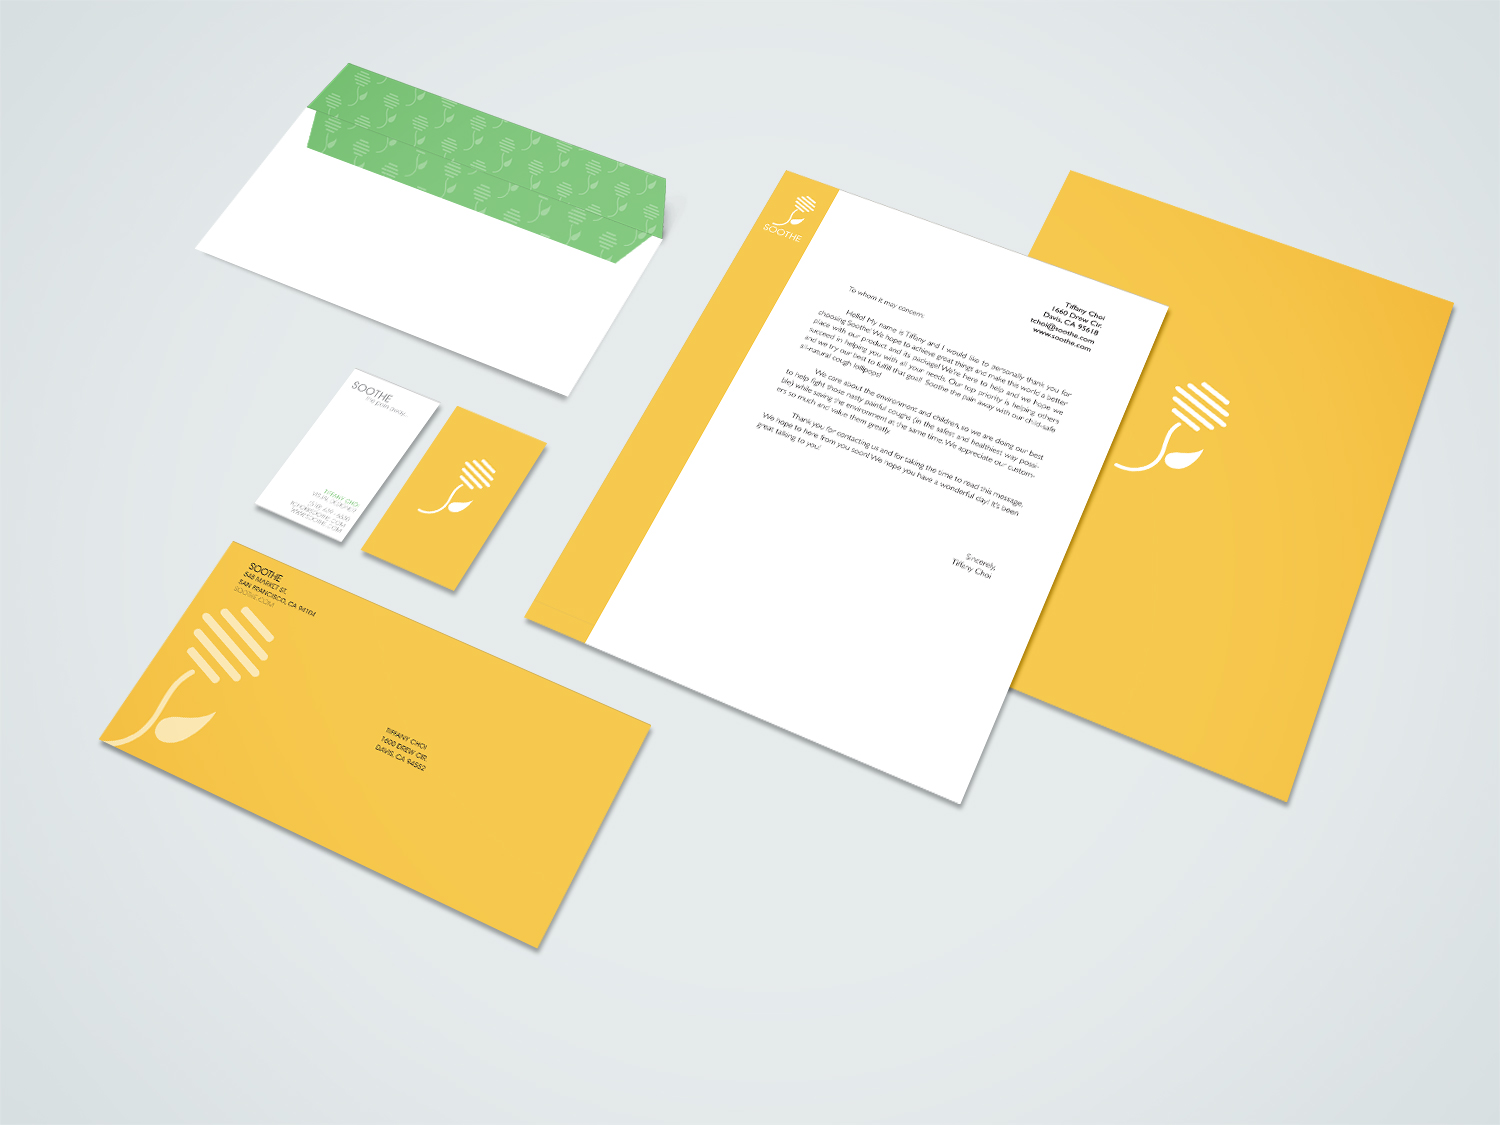 SOOTHE
the pain away.
TIFFANY CHOI
SOOTHE
548 MARKET ST.
SAN FRANCISCO, CA 94104
SOOTHE.COM
TIFFANY CHOI
1600 DREW CIR
DAVIS, CA 94552
SOOTHE
Tiffany Choi
1660 Drew Cir.
Davis, CA 95618
tchoi@soothe.com
www.soothe.com
To whom it may concern:
Hello! My name is Tiffany and I would like to personally thank you for
choosing Soothe! We hope to achieve great things and make this world a better
place with our product and its package! We're here to help and we hope we
succeed in helping you with all your needs. Our top priority is helping others
and we try our best to fulfill that goal! Soothe the pain away with our child-safe
all-natural cough lollipops!
We care about the environment and children, so we are doing our best
to help fight those nasty painful coughs (in the safest and healthiest way possi-
ble) while saving the environment at the same time. We appreciate our custom-
ers so much and value them greatly.
Thank you for contacting us and for taking the time to read this message.
We hope to here from you soon! We hope you have a wonderful day! It's been
great talking to you!
Sincerely,
Tiffany Choi